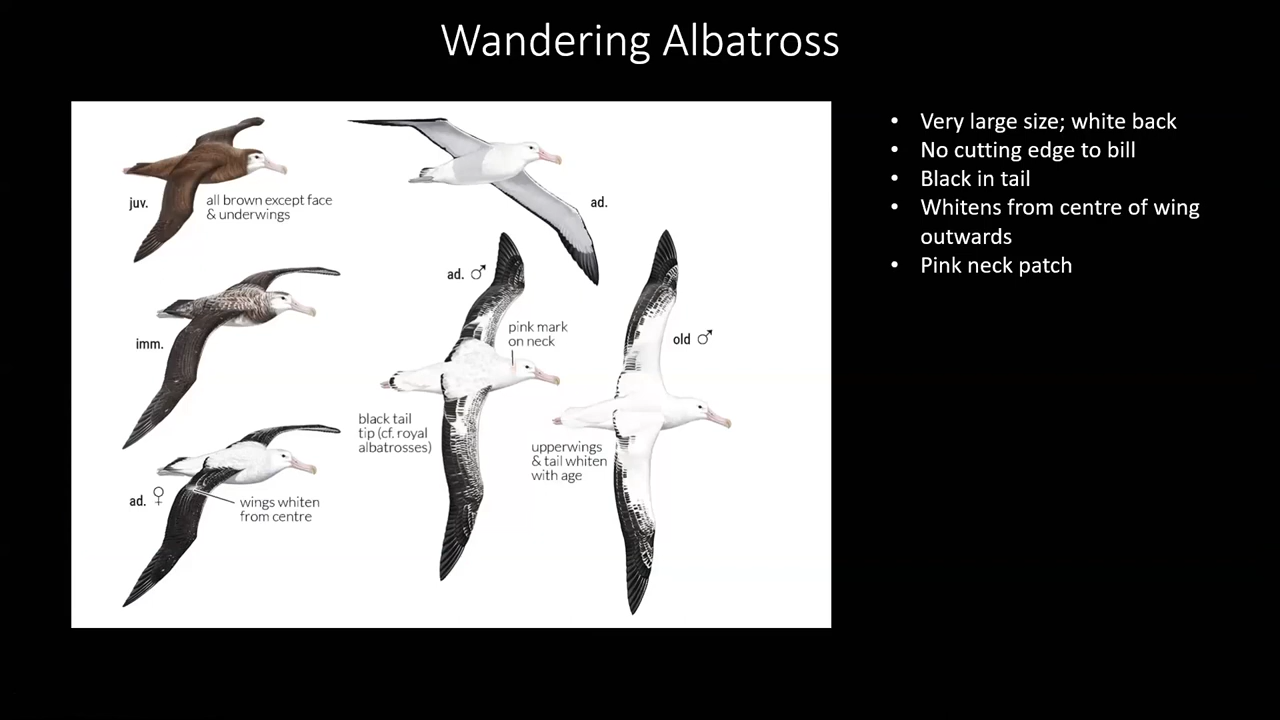 Wandering Albatross
juv.
all brown except face
& underwings
ad.
imm.
ad. ♂
pink mark
on neck
old ♂
black tail
tip (cf. royal
albatrosses)
upperwings
& tail whiten
with age
ad. ♀
wings whiten
from centre
• Very large size; white back
• No cutting edge to bill
• Black in tail
• Whitens from centre of wing
outwards
• Pink neck patch